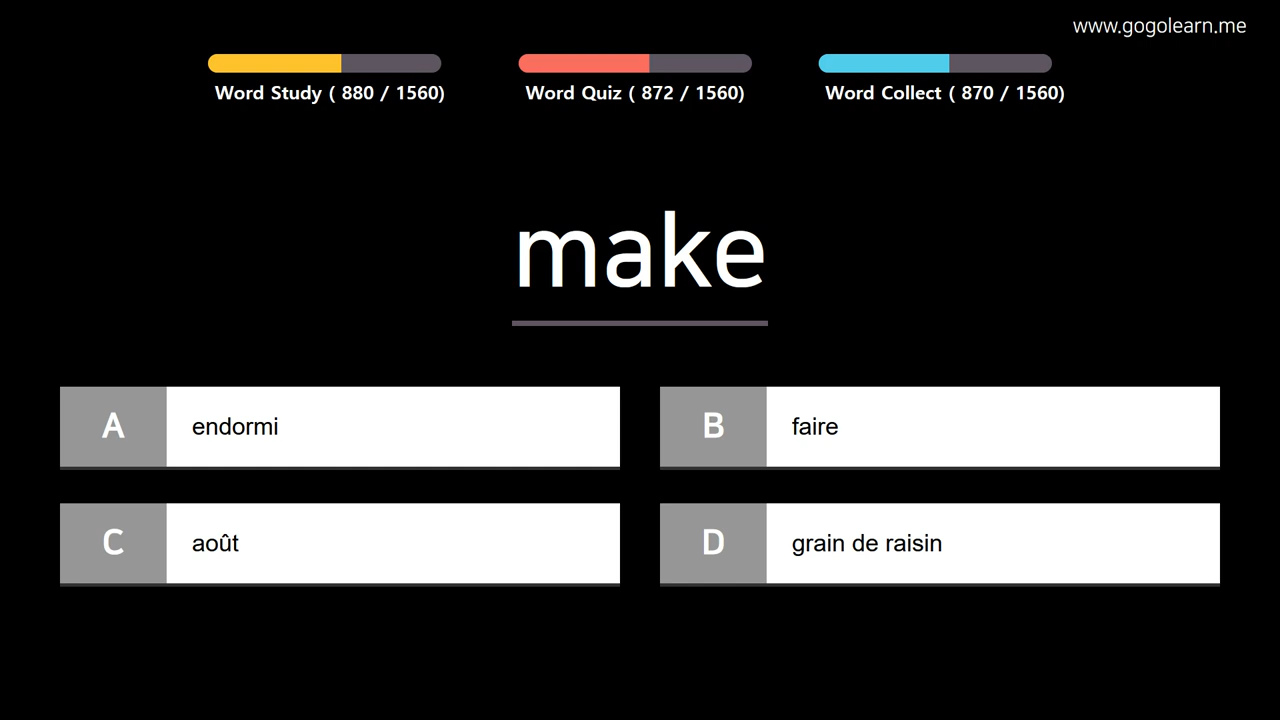 www.gogolearn.me
Word Study ( 880 / 1560)
Word Quiz ( 872 / 1560)
Word Collect ( 870 / 1560)
make
A endormi
B faire
C août
D grain de raisin